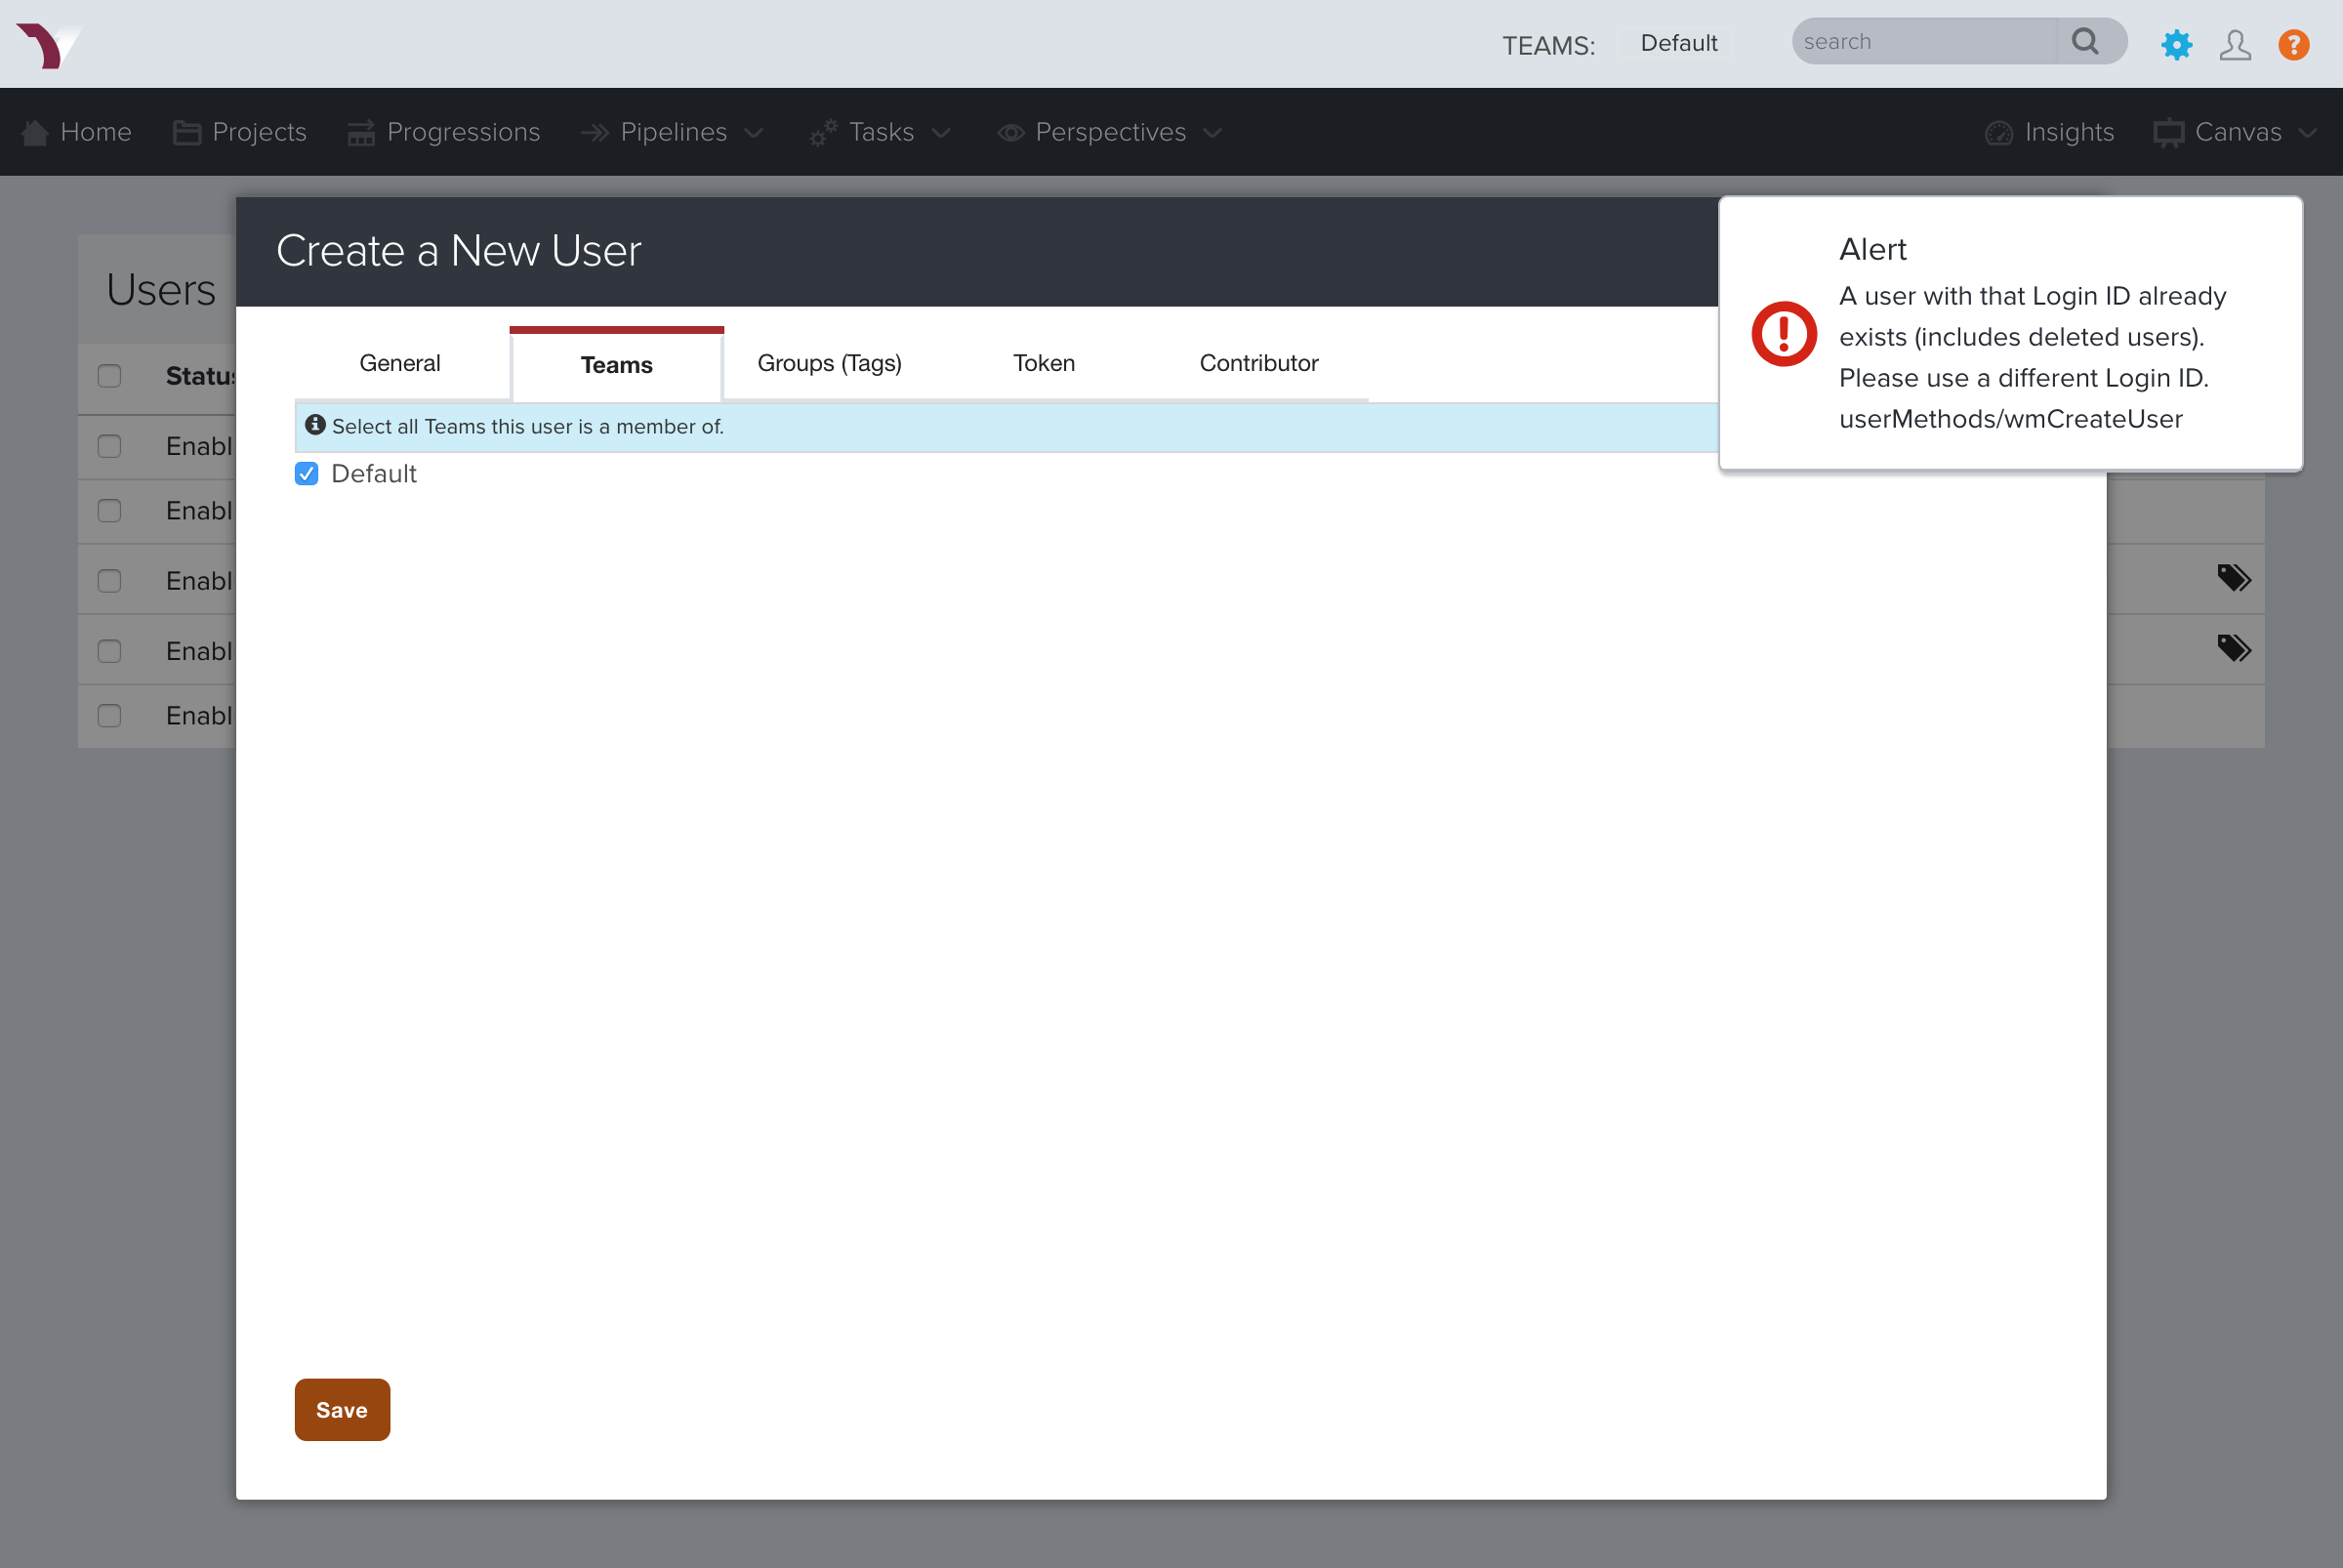 TEAMS: Default search ?
Home Projects Progressions Pipelines Tasks Perspectives Insights Canvas
Users
Create a New User
Alert
A user with that Login ID already
exists (includes deleted users).
Please use a different Login ID.
userMethods/wmCreateUser
General Teams Groups (Tags) Token Contributor
Select all Teams this user is a member of.
Default
Statu
Enabl
Enabl
Enabl
Enabl
Enabl
Save